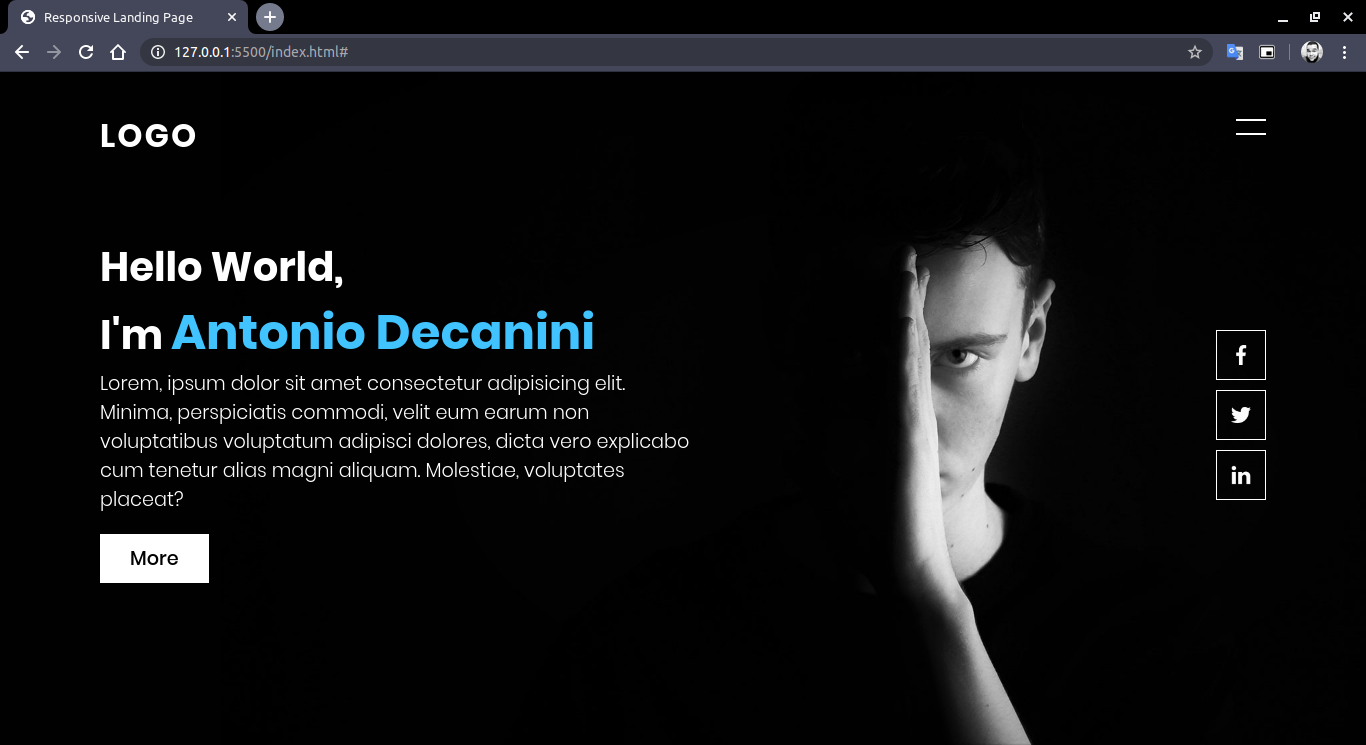 Responsive Landing Page
127.0.0.1:5500/index.html#
LOGO
Hello World,
I'm Antonio Decanini
Lorem, ipsum dolor sit amet consectetur adipisicing elit.
Minima, perspiciatis commodi, velit eum earum non
voluptatibus voluptatum adipisci dolores, dicta vero explicabo
cum tenetur alias magni aliquam. Molestiae, voluptates
placeat?
More